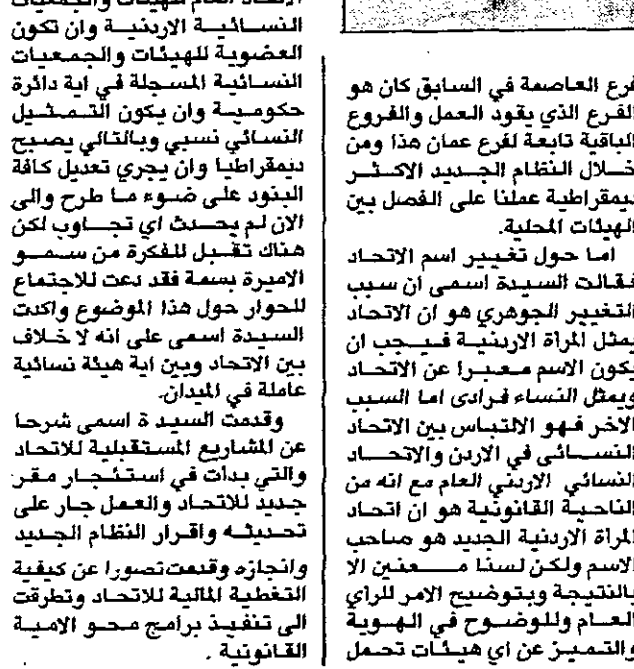 فرع العاصمة في السابق كان هو
الفرع الذي يقود العمل والفروع
الباقية تابعة لفرع عمان هذا ومن
خلال النظام الجديد الاكثر
ديمقراطية عملنا على الفصل بين
الهيئات المحلية.
اما حول تغيير اسم الاتحاد
فقالت السيدة اسمى ان سبب
التغيير الجوهري هو ان الاتحاد
يمثل المراة الاردنية فيجب ان
يكون الاسم معبرا عن الاتحاد
ويمثل النساء فرادى اما السبب
الاخر فهو الالتباس بين الاتحاد
النسائى في الاردن والاتحاد
النسائي الاردني العام مع انه من
الناحية القانونية هو ان اتحاد
المراة الاردنية الجديد هو صاحب
الاسم ولكن لسنا معنين الا
بالنتيجة وبتوضيح الامر للراي
العام وللوضوح في الهوية
والتميز عن اي هيئات تحمل
الاتحاد العام للهيئات والجمعيات
النسائية الاردنية وان تكون
العضوية للهيئات والجمعيات
النسائية المسجلة في اية دائرة
حكومية وان يكون التمثيل
النسائي نسبي وبالتالي يصبح
ديمقراطيا وان يجري تعديل كافة
البنود على ضوء ما طرح والى
الان لم يحدث اي تجاوب لكن
هناك تقبل للفكرة من سمو
الاميرة بسمة فقد دعت للاجتماع
للحوار حول هذا الموضوع واكدت
السيدة اسمى على انه لا خلاف
بين الاتحاد وبين اية هيئة نسائية
عاملة في الميدان.
وقدمت السيد ة اسمى شرحا
عن المشاريع المستقبلية للاتحاد
والتي بدات في استئجار مقر
جديد للاتحاد والعمل جار على
تحديثه واقرار النظام الجديد
وانجازه وقدمت تصورا عن كيفية
التغطية المالية للاتحاد وتطرقت
الى تنفيذ برامج محو الامية
القانونية .